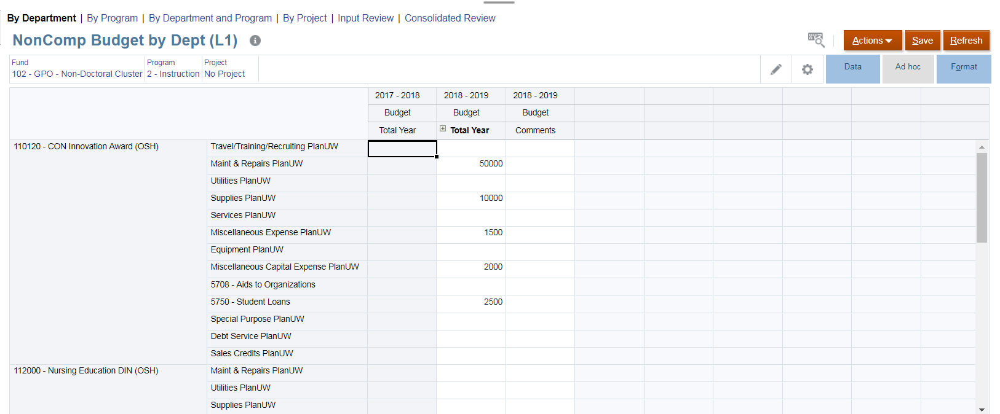 By Department | By Program | By Department and Program | By Project | Input Review | Consolidated Review
NonComp Budget by Dept (L1)
Actions Save Refresh
Fund Program Project
102 - GPO - Non-Doctoral Cluster 2 - Instruction No Project
Data Ad hoc Format
2017 - 2018 2018 - 2019 2018 - 2019
Budget Budget Budget
Total Year Total Year Comments
110120 - CON Innovation Award (OSH) Travel/Training/Recruiting PlanUW
Maint & Repairs PlanUW 50000
Utilities PlanUW
Supplies PlanUW 10000
Services PlanUW
Miscellaneous Expense PlanUW 1500
Equipment PlanUW
Miscellaneous Capital Expense PlanUW 2000
5708 - Aids to Organizations
5750 - Student Loans 2500
Special Purpose PlanUW
Debt Service PlanUW
Sales Credits PlanUW
112000 - Nursing Education DIN (OSH) Maint & Repairs PlanUW
Utilities PlanUW
Supplies PlanUW